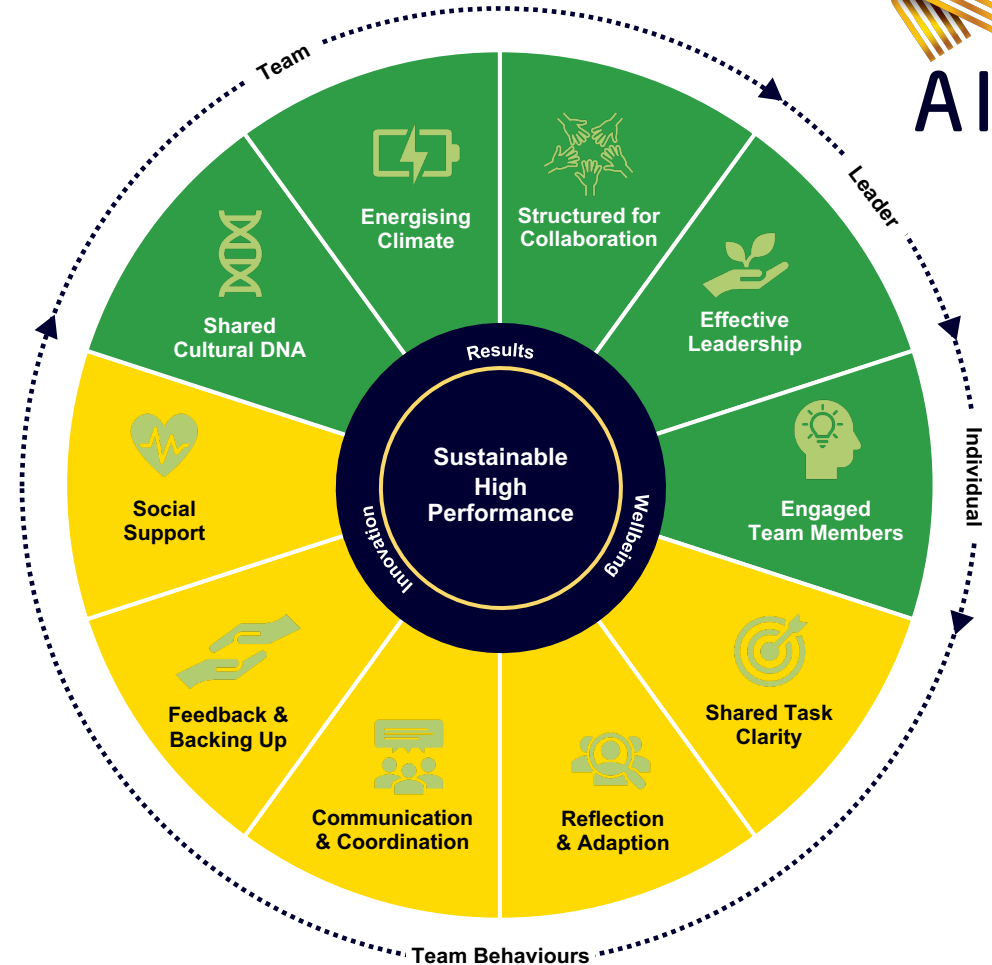 Team
AI
Leader
Energising
Climate
Structured for
Collaboration
Shared
Cultural DNA
Effective
Leadership
Results
Individual
Sustainable
High
Performance
Social
Support
Engaged
Team Members
Innovation
Wellbeing
Feedback &
Backing Up
Shared Task
Clarity
Communication
& Coordination
Reflection
& Adaption
Team Behaviours